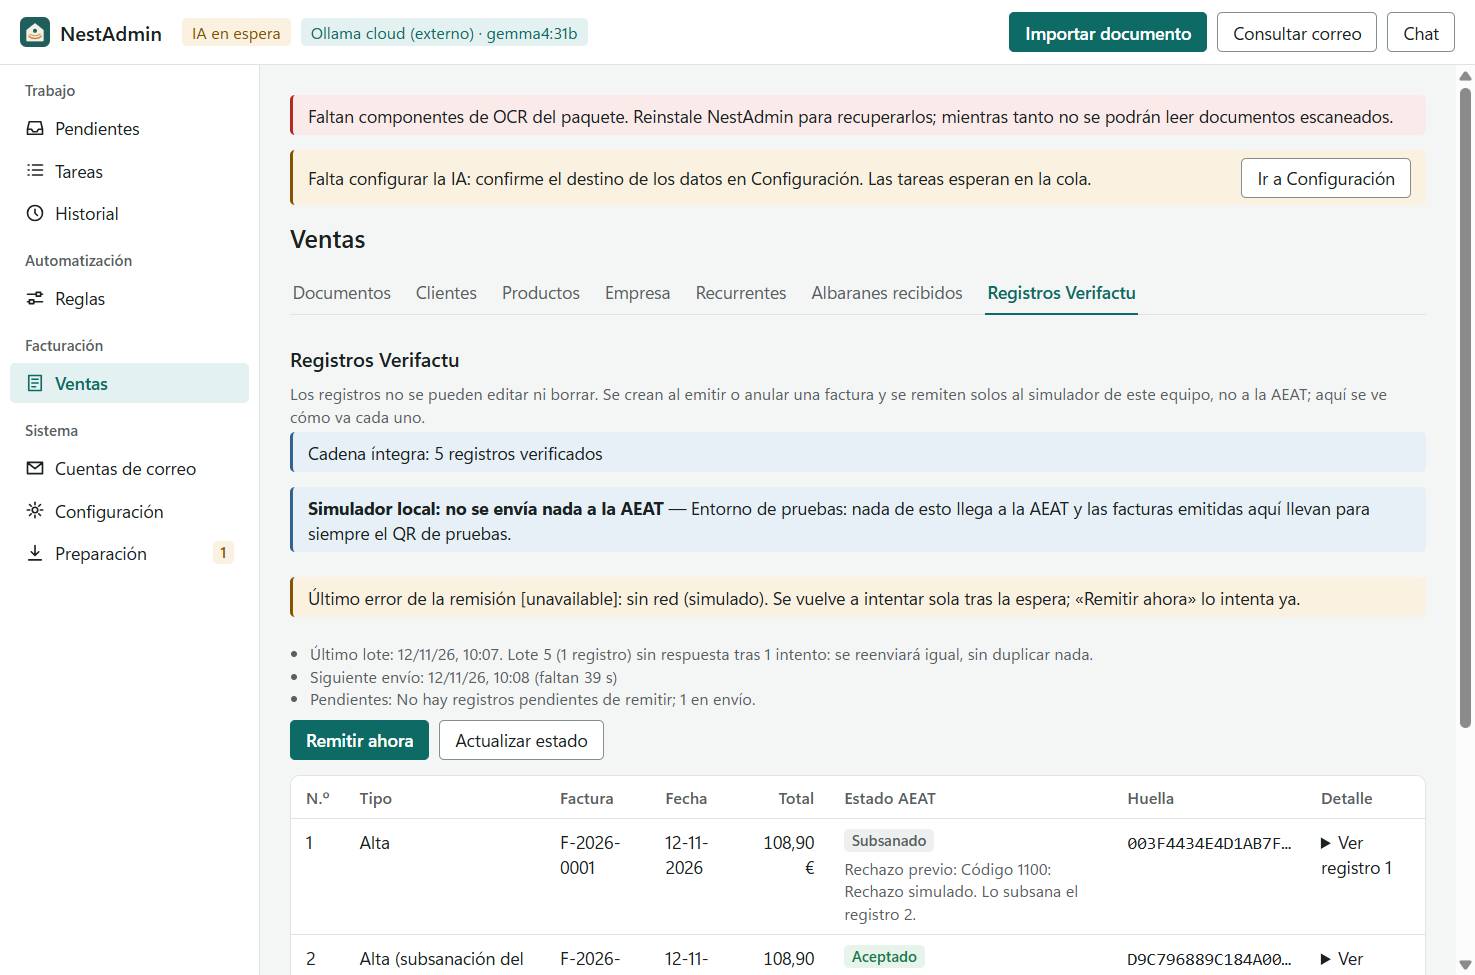 NestAdmin
IA en espera
Ollama cloud (externo) · gemma4:31b
Importar documento
Consultar correo
Chat
Trabajo
Pendientes
Tareas
Historial
Automatización
Reglas
Facturación
Ventas
Sistema
Cuentas de correo
Configuración
Preparación
1
Faltan componentes de OCR del paquete. Reinstale NestAdmin para recuperarlos; mientras tanto no se podrán leer documentos escaneados.
Falta configurar la IA: confirme el destino de los datos en Configuración. Las tareas esperan en la cola.
Ir a Configuración
Ventas
Documentos
Clientes
Productos
Empresa
Recurrentes
Albaranes recibidos
Registros Verifactu
Registros Verifactu
Los registros no se pueden editar ni borrar. Se crean al emitir o anular una factura y se remiten solos al simulador de este equipo, no a la AEAT; aquí se ve
cómo va cada uno.
Cadena íntegra: 5 registros verificados
Simulador local: no se envía nada a la AEAT — Entorno de pruebas: nada de esto llega a la AEAT y las facturas emitidas aquí llevan para
siempre el QR de pruebas.
Último error de la remisión [unavailable]: sin red (simulado). Se vuelve a intentar sola tras la espera; «Remitir ahora» lo intenta ya.
• Último lote: 12/11/26, 10:07. Lote 5 (1 registro) sin respuesta tras 1 intento: se reenviará igual, sin duplicar nada.
• Siguiente envío: 12/11/26, 10:08 (faltan 39 s)
• Pendientes: No hay registros pendientes de remitir; 1 en envío.
Remitir ahora
Actualizar estado
N.º Tipo Factura Fecha Total Estado AEAT Huella Detalle
1 Alta F-2026- 12-11- 108,90 Subsanado 003F4434E4D1AB7F… ▶ Ver
0001 2026 € registro 1
Rechazo previo: Código 1100:
Rechazo simulado. Lo subsana el
registro 2.
2 Alta (subsanación del F-2026- 12-11- 108,90 Aceptado D9C796889C184A00… ▶ Ver